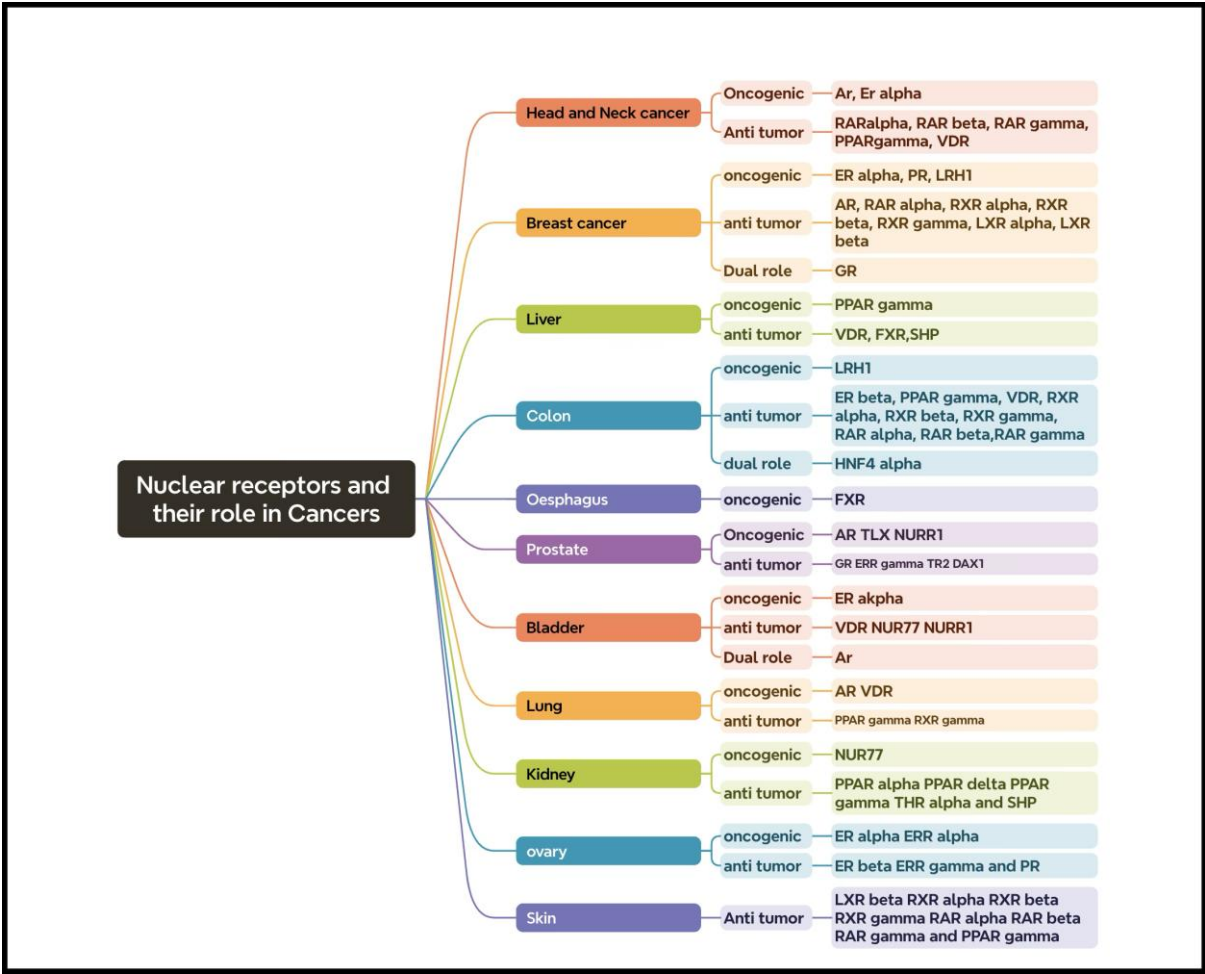 Nuclear receptors and
their role in Cancers
Head and Neck cancer
Oncogenic
Ar, Er alpha
Anti tumor
RARalpha, RAR beta, RAR gamma,
PPARgamma, VDR
Breast cancer
oncogenic
ER alpha, PR, LRH1
anti tumor
AR, RAR alpha, RXR alpha, RXR
beta, RXR gamma, LXR alpha, LXR
beta
Dual role
GR
Liver
oncogenic
PPAR gamma
anti tumor
VDR, FXR,SHP
Colon
oncogenic
LRH1
anti tumor
ER beta, PPAR gamma, VDR, RXR
alpha, RXR beta, RXR gamma,
RAR alpha, RAR beta,RAR gamma
dual role
HNF4 alpha
Oesphagus
oncogenic
FXR
Prostate
Oncogenic
AR TLX NURR1
anti tumor
GR ERR gamma TR2 DAX1
Bladder
oncogenic
ER akpha
anti tumor
VDR NUR77 NURR1
Dual role
Ar
Lung
oncogenic
AR VDR
anti tumor
PPAR gamma RXR gamma
Kidney
oncogenic
NUR77
anti tumor
PPAR alpha PPAR delta PPAR
gamma THR alpha and SHP
ovary
oncogenic
ER alpha ERR alpha
anti tumor
ER beta ERR gamma and PR
Skin
Anti tumor
LXR beta RXR alpha RXR beta
RXR gamma RAR alpha RAR beta
RAR gamma and PPAR gamma